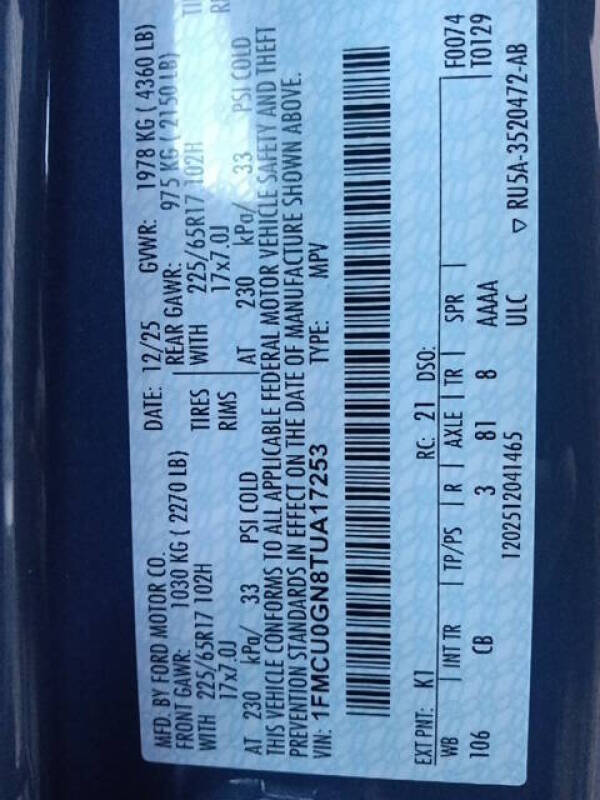 MFD. BY FORD MOTOR CO. DATE: 12/25 GVWR: 1978 KG ( 4360 LB)
FRONT GAWR: 1030 KG ( 2270 LB) REAR GAWR: 975 KG ( 2150 LB)
WITH 225/65R17 102H TIRES WITH 225/65R17 102H
17x7.0J RIMS 17x7.0J
AT 230 kPa/ 33 PSI COLD AT 230 kPa/ 33 PSI COLD
THIS VEHICLE CONFORMS TO ALL APPLICABLE FEDERAL MOTOR VEHICLE SAFETY AND THEFT
PREVENTION STANDARDS IN EFFECT ON THE DATE OF MANUFACTURE SHOWN ABOVE.
VIN: 1FMCU0GN8TUA17253 TYPE: MPV
EXT PNT: K1 RC: 21 DSO: F0074
WB INT TR TP/PS R AXLE TR SPR T0129
106 CB 3 81 8 AAAA
1202512041465 ULC ▽ RU5A-3520472-AB